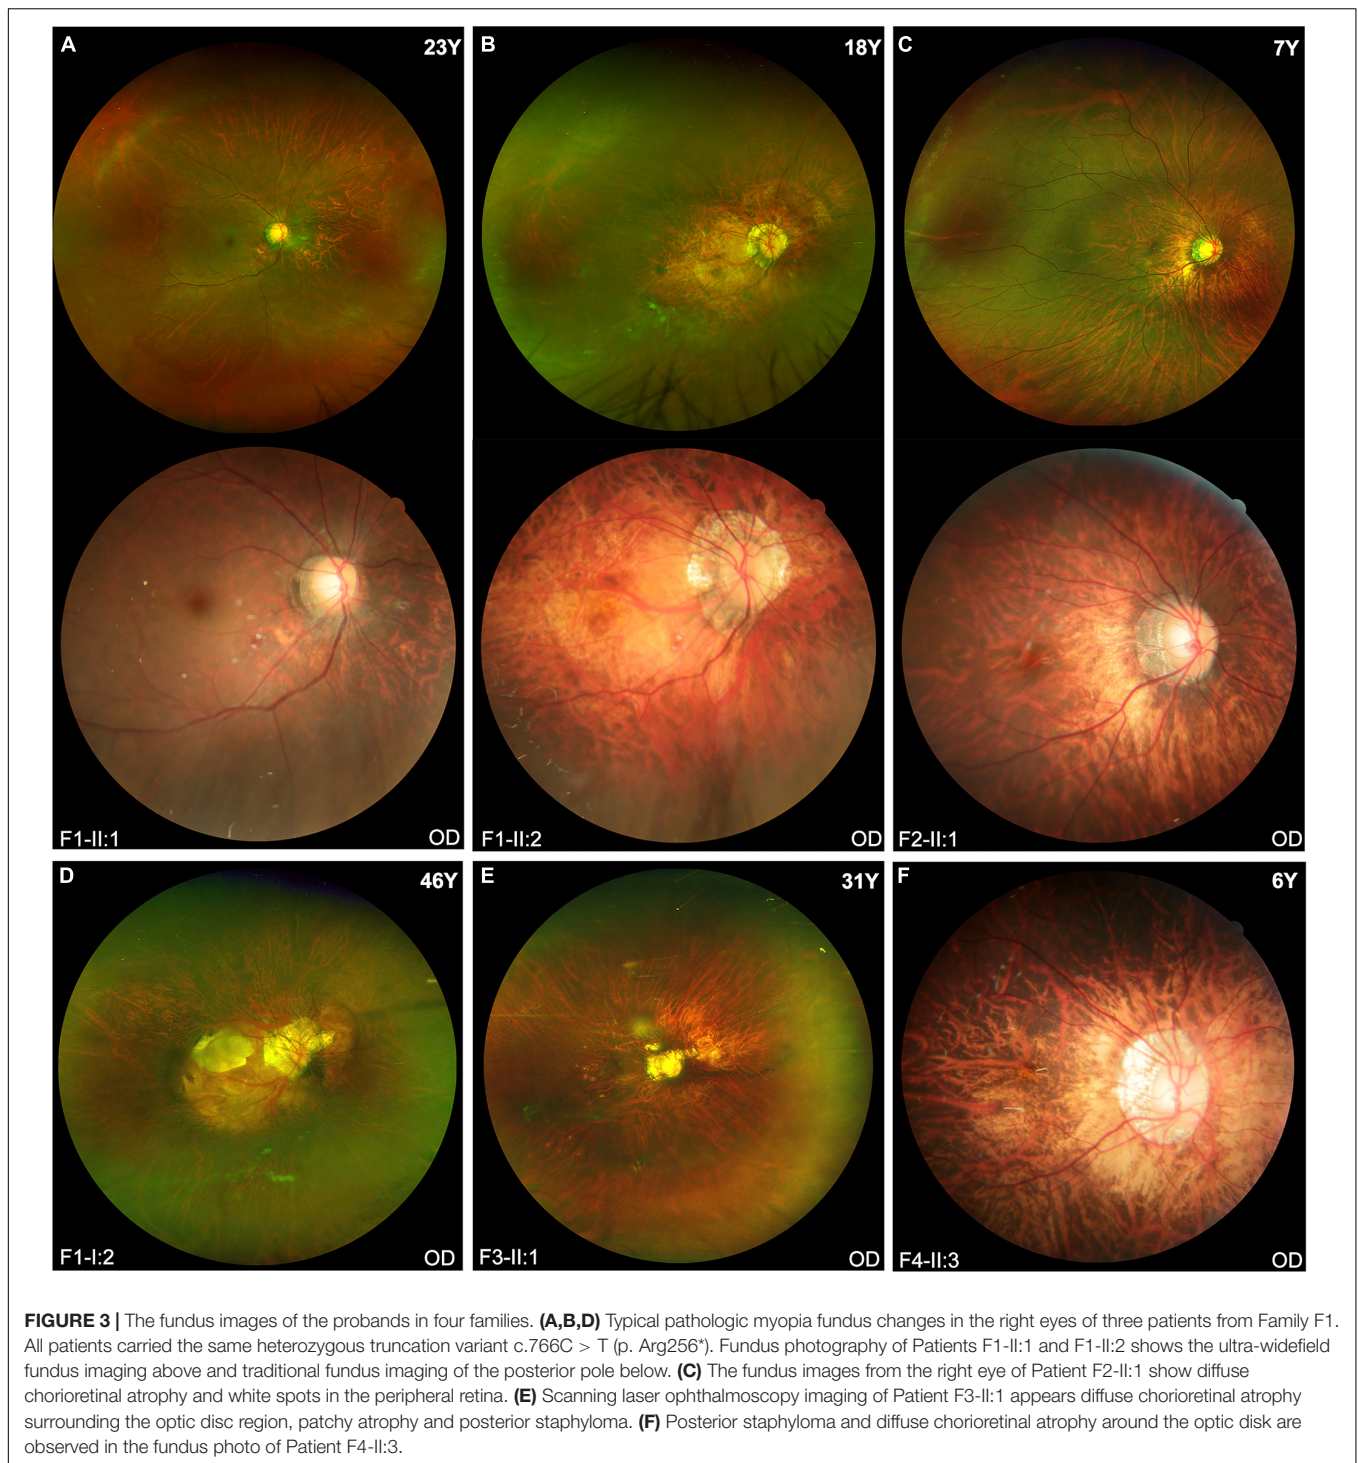 A 23Y
B 18Y
C 7Y
F1-II:1 OD
F1-II:2 OD
F2-II:1 OD
D 46Y
E 31Y
F 6Y
F1-I:2 OD
F3-II:1 OD
F4-II:3 OD
FIGURE 3 | The fundus images of the probands in four families. (A,B,D) Typical pathologic myopia fundus changes in the right eyes of three patients from Family F1.
All patients carried the same heterozygous truncation variant c.766C > T (p. Arg256*). Fundus photography of Patients F1-II:1 and F1-II:2 shows the ultra-widefield
fundus imaging above and traditional fundus imaging of the posterior pole below. (C) The fundus images from the right eye of Patient F2-II:1 show diffuse
chorioretinal atrophy and white spots in the peripheral retina. (E) Scanning laser ophthalmoscopy imaging of Patient F3-II:1 appears diffuse chorioretinal atrophy
surrounding the optic disc region, patchy atrophy and posterior staphyloma. (F) Posterior staphyloma and diffuse chorioretinal atrophy around the optic disk are
observed in the fundus photo of Patient F4-II:3.